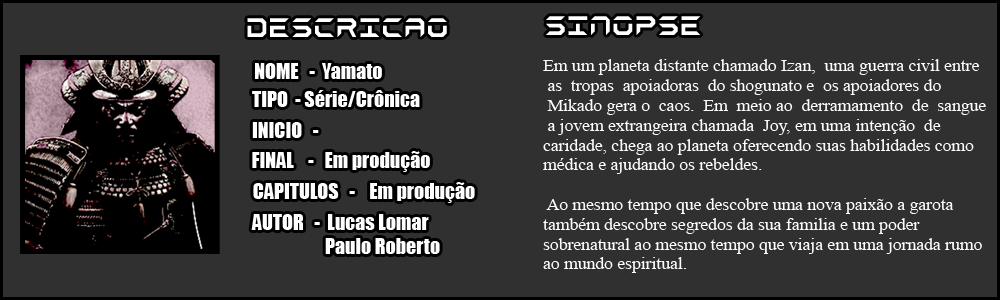 DESCRICAO
NOME - Yamato
TIPO - Série/Crônica
INICIO -
FINAL - Em produção
CAPITULOS - Em produção
AUTOR - Lucas Lomar
Paulo Roberto
SINOPSE
Em um planeta distante chamado Izan, uma guerra civil entre
as tropas apoiadoras do shogunato e os apoiadores do
Mikado gera o caos. Em meio ao derramamento de sangue
a jovem extrangeira chamada Joy, em uma intenção de
caridade, chega ao planeta oferecendo suas habilidades como
médica e ajudando os rebeldes.
Ao mesmo tempo que descobre uma nova paixão a garota
também descobre segredos da sua familia e um poder
sobrenatural ao mesmo tempo que viaja em uma jornada rumo
ao mundo espiritual.